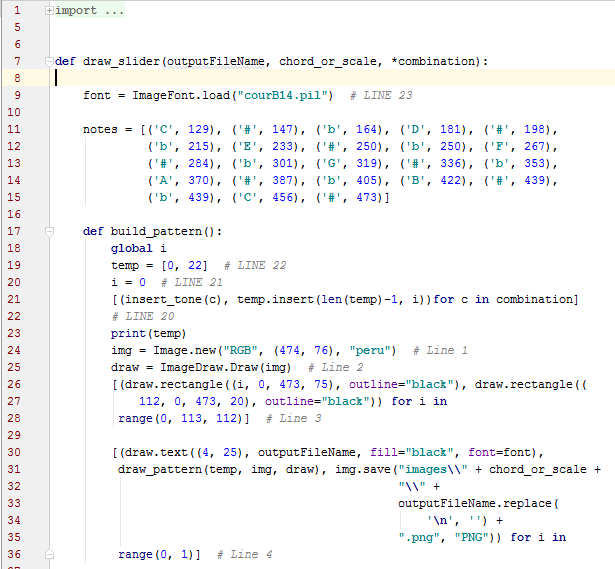 1 import ...
5
6
7 def draw_slider(outputFileName, chord_or_scale, *combination):
8
9 font = ImageFont.load("courB14.pil")  # LINE 23
10
11 notes = [('C', 129), ('#', 147), ('b', 164), ('D', 181), ('#', 198),
12 ('b', 215), ('E', 233), ('#', 250), ('b', 250), ('F', 267),
13 ('#', 284), ('b', 301), ('G', 319), ('#', 336), ('b', 353),
14 ('A', 370), ('#', 387), ('b', 405), ('B', 422), ('#', 439),
15 ('b', 439), ('C', 456), ('#', 473)]
16
17 def build_pattern():
18 global i
19 temp = [0, 22]  # LINE 22
20 i = 0  # LINE 21
21 [(insert_tone(c), temp.insert(len(temp)-1, i))for c in combination]
22 # LINE 20
23 print(temp)
24 img = Image.new("RGB", (474, 76), "peru")  # Line 1
25 draw = ImageDraw.Draw(img)  # Line 2
26 [(draw.rectangle((i, 0, 473, 75), outline="black"), draw.rectangle((
27 112, 0, 473, 20), outline="black")) for i in
28 range(0, 113, 112)]  # Line 3
29
30 [(draw.text((4, 25), outputFileName, fill="black", font=font),
31 draw_pattern(temp, img, draw), img.save("images\\" + chord_or_scale +
32 "\\" +
33 outputFileName.replace(
34 '\n', '') +
35 ".png", "PNG")) for i in
36 range(0, 1)]  # Line 4